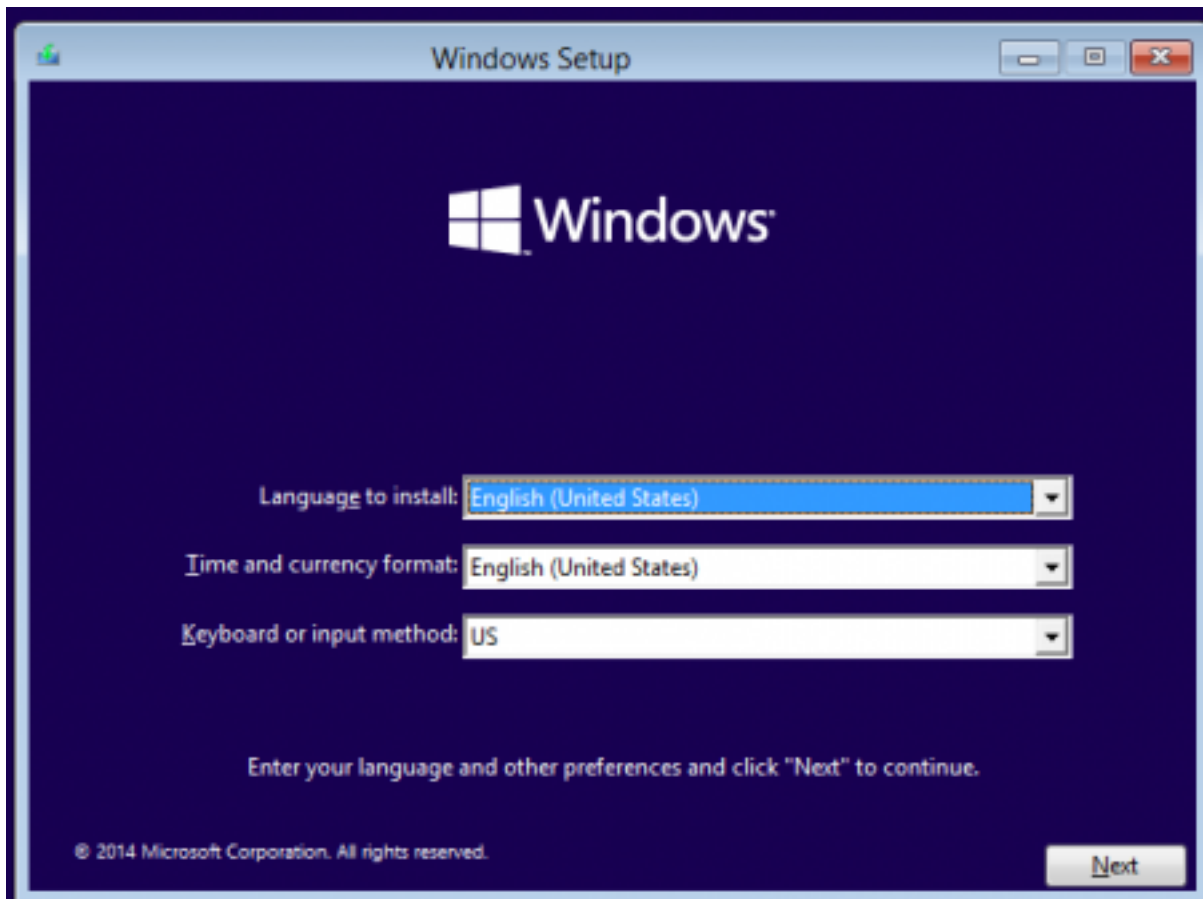 Windows Setup
Windows
Language to install: English (United States)
Time and currency format: English (United States)
Keyboard or input method: US
Enter your language and other preferences and click "Next" to continue.
© 2014 Microsoft Corporation. All rights reserved.
Next